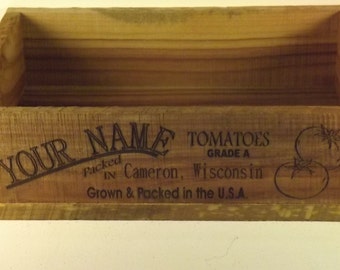 YOUR NAME TOMATOES
GRADE A
Packed
IN Cameron, Wisconsin
Grown & Packed in the U.S.A.